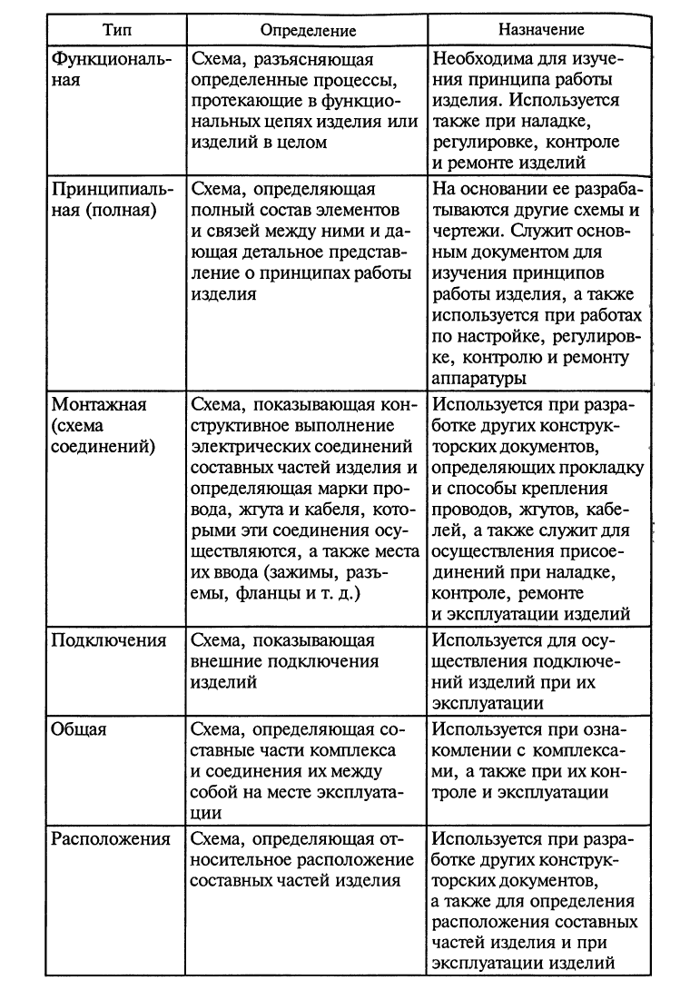 Тип
Определение
Назначение
Функциональ-
ная
Схема, разъясняющая
определенные процессы,
протекающие в функцио-
нальных цепях изделия или
изделий в целом
Необходима для изуче-
ния принципа работы
изделия. Используется
также при наладке,
регулировке, контроле
и ремонте изделий
Принципиаль-
ная (полная)
Схема, определяющая
полный состав элементов
и связей между ними и да-
ющая детальное представ-
ление о принципах работы
изделия
На основании ее разраба-
тываются другие схемы и
чертежи. Служит основ-
ным документом для
изучения принципов
работы изделия, а также
используется при работах
по настройке, регулиров-
ке, контролю и ремонту
аппаратуры
Монтажная
(схема
соединений)
Схема, показывающая кон-
структивное выполнение
электрических соединений
составных частей изделия и
определяющая марки про-
вода, жгута и кабеля, кото-
рыми эти соединения осу-
ществляются, а также места
их ввода (зажимы, разъ-
емы, фланцы и т. д.)
Используется при разра-
ботке других конструк-
торских документов,
определяющих прокладку
и способы крепления
проводов, жгутов, кабе-
лей, а также служит для
осуществления присое-
динений при наладке,
контроле, ремонте
и эксплуатации изделий
Подключения
Схема, показывающая
внешние подключения
изделий
Используется для осу-
ществления подключе-
ний изделий при их
эксплуатации
Общая
Схема, определяющая со-
ставные части комплекса
и соединения их между
собой на месте эксплуата-
ции
Используется при озна-
комлении с комплекса-
ми, а также при их кон-
троле и эксплуатации
Расположения
Схема, определяющая от-
носительное расположение
составных частей изделия
Используется при разра-
ботке других конструк-
торских документов,
а также для определения
расположения составных
частей изделия и при
эксплуатации изделий